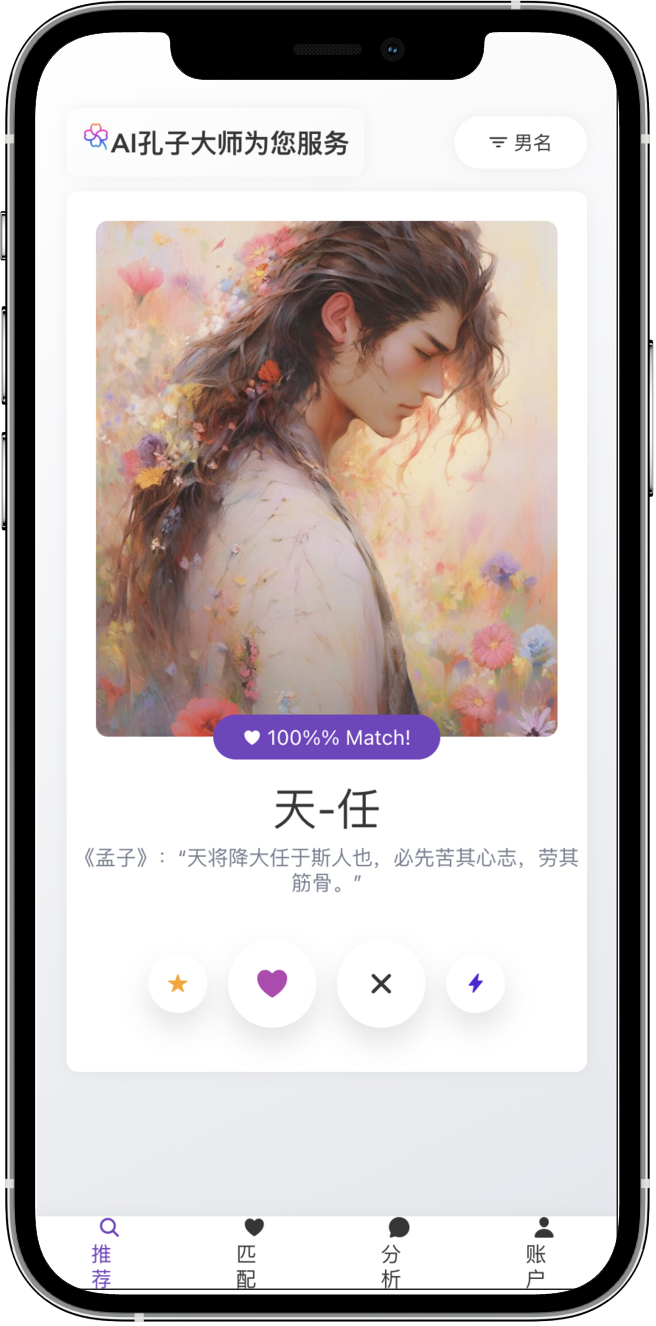 AI孔子大师为您服务
男名
100%% Match!
天-任
《孟子》：“天将降大任于斯人也，必先苦其心志，劳其
筋骨。”
推
荐
匹
配
分
析
账
户